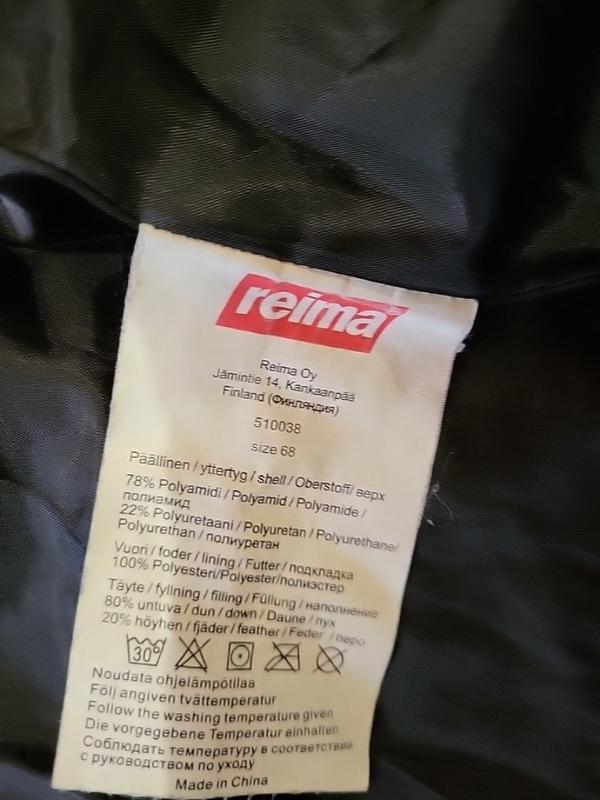 reima®
Reima Oy
Jämintie 14, Kankaanpää
Finland (Финляндия)
510038
size 68
Päällinen / yttertyg / shell / Oberstoff/ верх
78% Polyamidi / Polyamid / Polyamide /
полиамид
22% Polyuretaani / Polyuretan / Polyurethane/
Polyurethan / полиуретан
Vuori / foder / lining / Futter / подкладка
100% Polyesteri/Polyester/полиэстер
Täyte / fyllning / filling / Füllung / наполнение
80% untuva / dun / down / Daune / пух
20% höyhen / fjäder / feather / Feder / перо
30°
Noudata ohjelämpötilaa
Följ angiven tvättemperatur
Follow the washing temperature given
Die vorgegebene Temperatur einhalten
Соблюдать температуру в соответствии
с руководством по уходу
Made in China